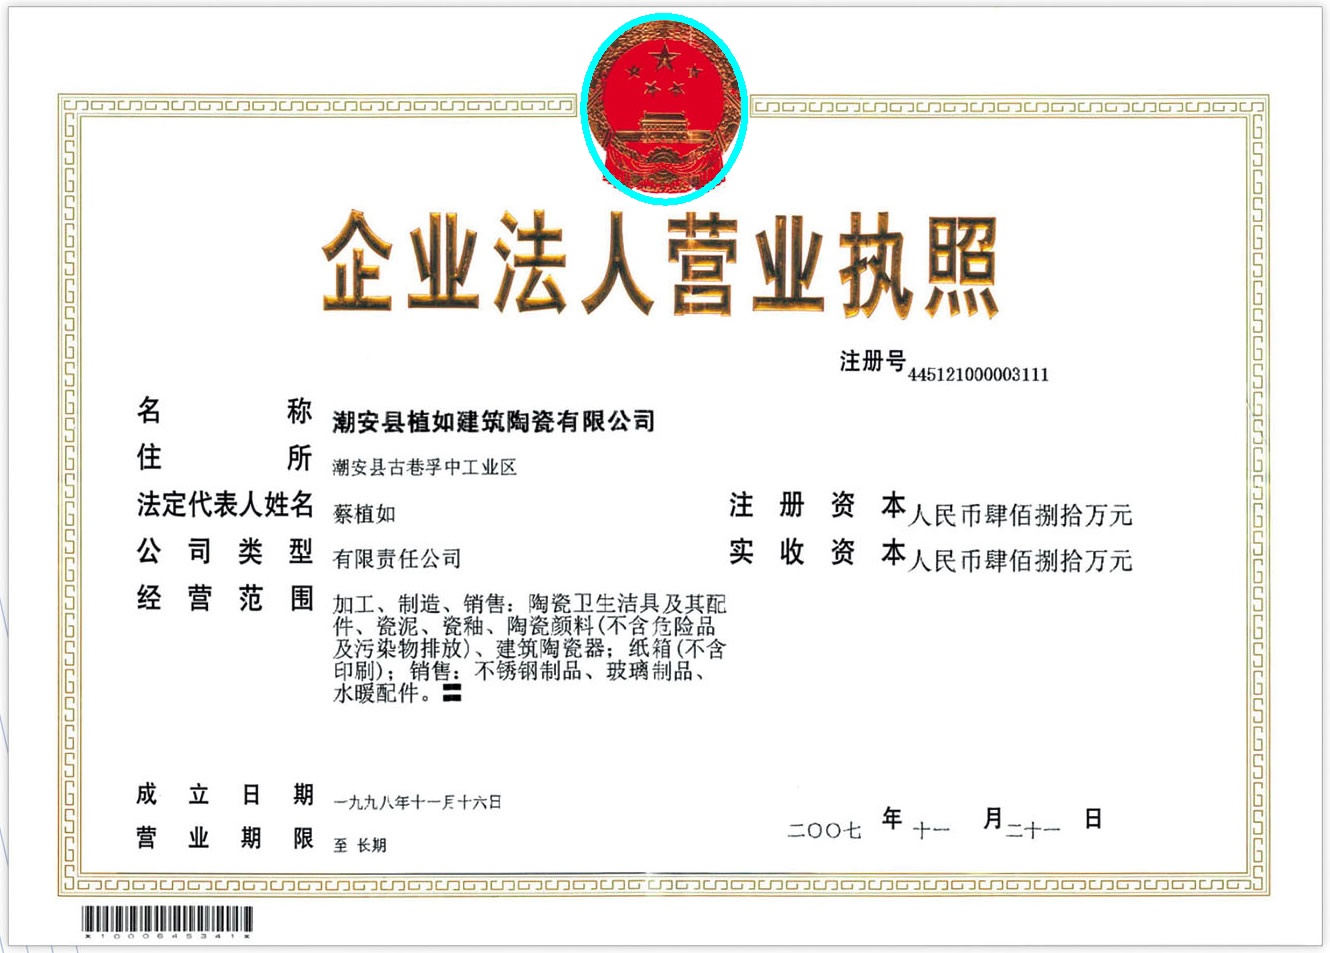 企业法人营业执照
注册号 445121000003111
名 称 潮安县植如建筑陶瓷有限公司
住 所 潮安县古巷孚中工业区
法定代表人姓名 蔡植如 注册资本 人民币肆佰捌拾万元
公司类型 有限责任公司 实收资本 人民币肆佰捌拾万元
经营范围 加工、制造、销售：陶瓷卫生洁具及其配
件、瓷泥、瓷釉、陶瓷颜料(不含危险品
及污染物排放)、建筑陶瓷器；纸箱(不含
印刷)；销售：不锈钢制品、玻璃制品、
水暖配件。
成立日期 一九九八年十一月十六日
营业期限 至 长期
二〇〇七 年 十一 月 二十一 日
*1000645341*